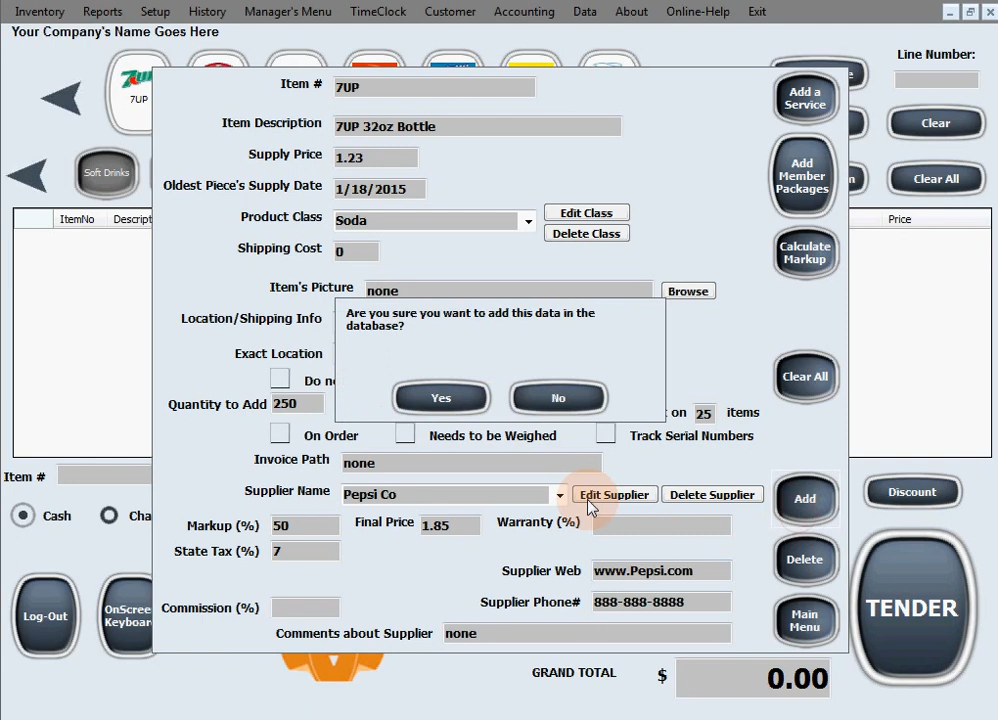 Inventory Reports Setup History Manager's Menu TimeClock Customer Accounting Data About Online-Help Exit
Your Company's Name Goes Here
7UP
Soft Drinks
Line Number:
Clear
Clear All
ItemNo Descript Price
Item # 7UP
Item Description 7UP 32oz Bottle
Supply Price 1.23
Oldest Piece's Supply Date 1/18/2015
Product Class Soda Edit Class
Delete Class
Shipping Cost 0
Item's Picture none Browse
Location/Shipping Info
Exact Location
Do no
Quantity to Add 250
on 25 items
Are you sure you want to add this data in the
database?
Yes No
On Order Needs to be Weighed Track Serial Numbers
Invoice Path none
Supplier Name Pepsi Co Edit Supplier Delete Supplier
Markup (%) 50 Final Price 1.85 Warranty (%)
State Tax (%) 7
Supplier Web www.Pepsi.com
Commission (%) Supplier Phone# 888-888-8888
Comments about Supplier none
Add a
Service
Add
Member
Packages
Calculate
Markup
Clear All
Add
Delete
Main
Menu
Item #
Cash Cha
Log-Out
OnScree
Keyboar
Discount
TENDER
GRAND TOTAL $ 0.00